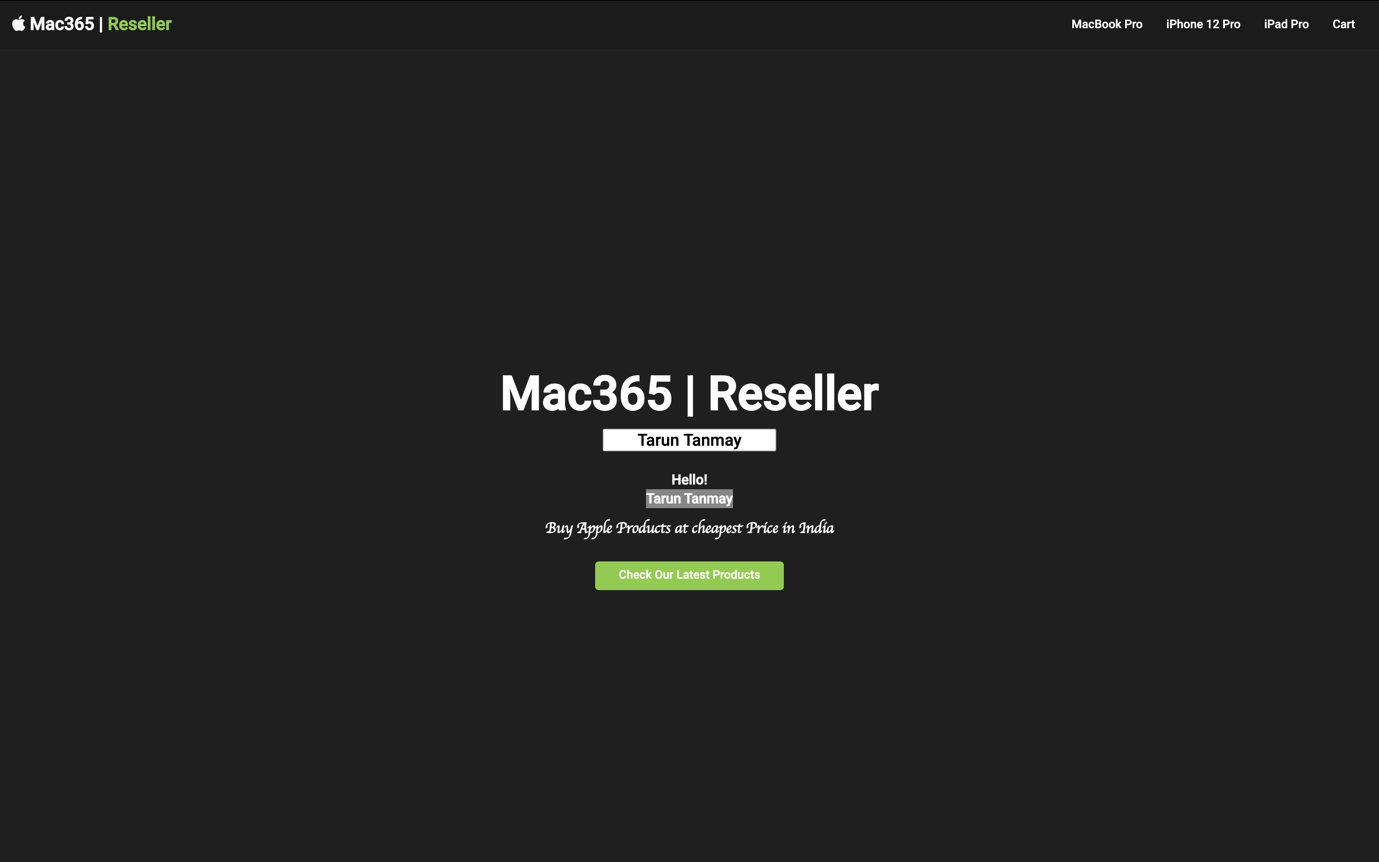 Mac365 | Reseller
MacBook Pro
iPhone 12 Pro
iPad Pro
Cart
Mac365 | Reseller
Tarun Tanmay
Hello!
Tarun Tanmay
Buy Apple Products at cheapest Price in India
Check Our Latest Products